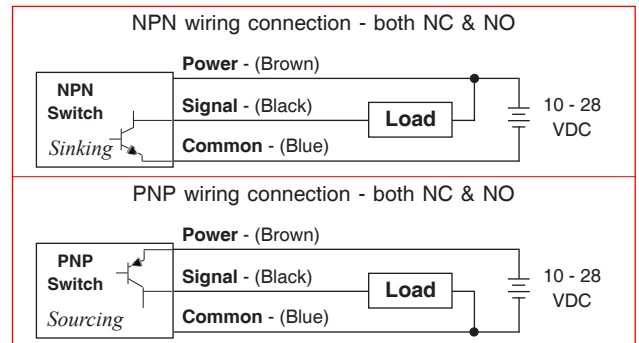 NPN wiring connection - both NC & NO
Power - (Brown)
NPN
Switch
Signal - (Black)
Load
10 - 28
VDC
Sinking
Common - (Blue)
PNP wiring connection - both NC & NO
Power - (Brown)
PNP
Switch
Signal - (Black)
Load
10 - 28
VDC
Sourcing
Common - (Blue)